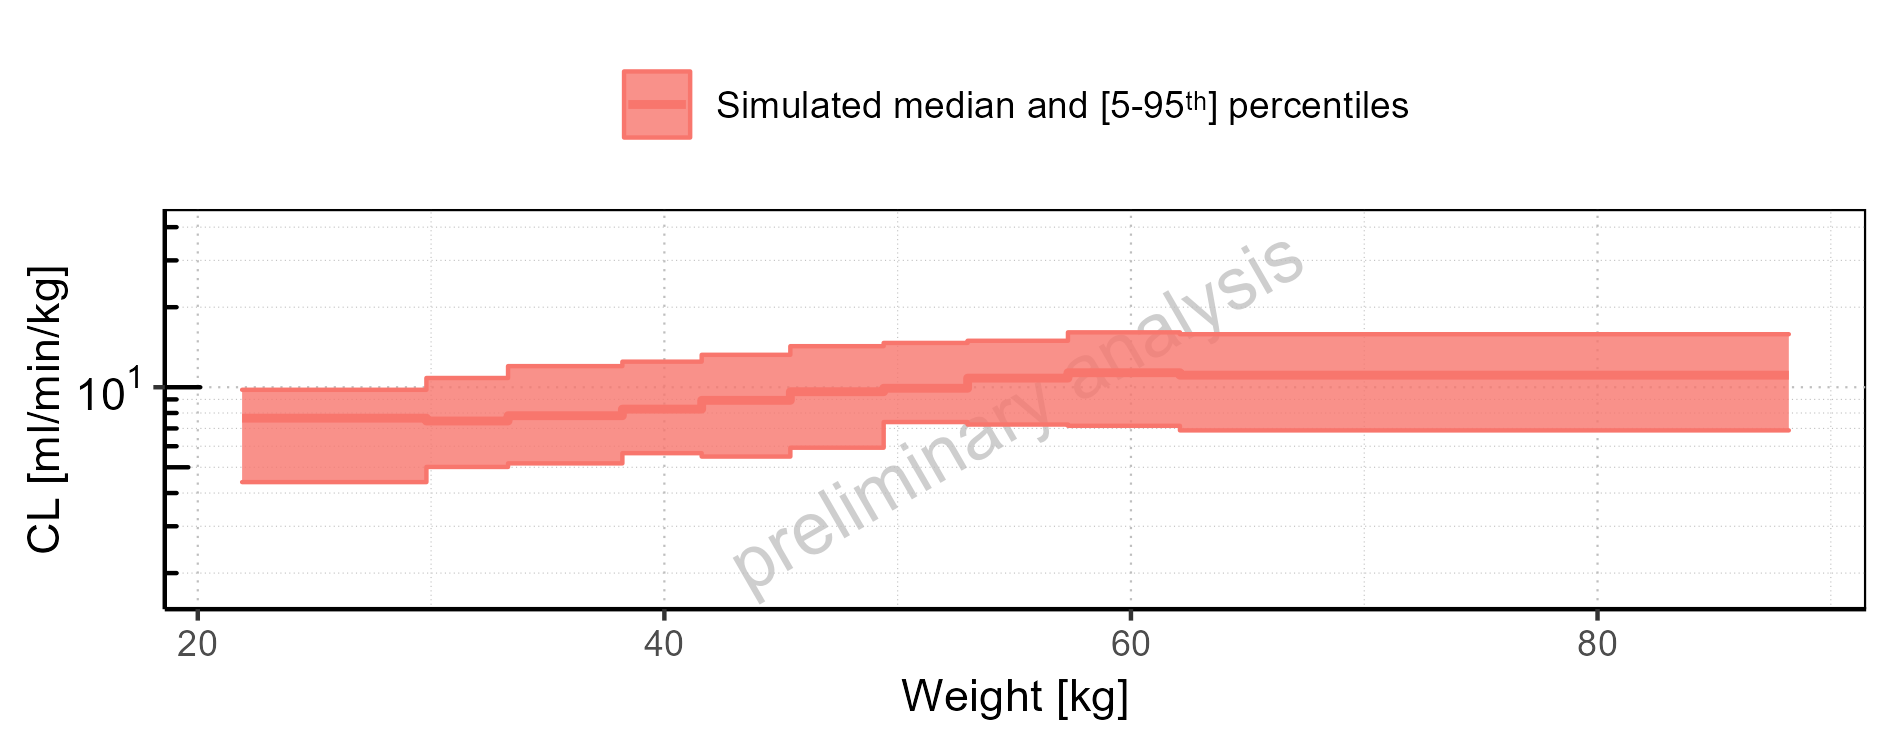 Simulated median and [5-95ᵗʰ] percentiles
CL [ml/min/kg]
10¹
preliminary analysis
20 40 60 80
Weight [kg]